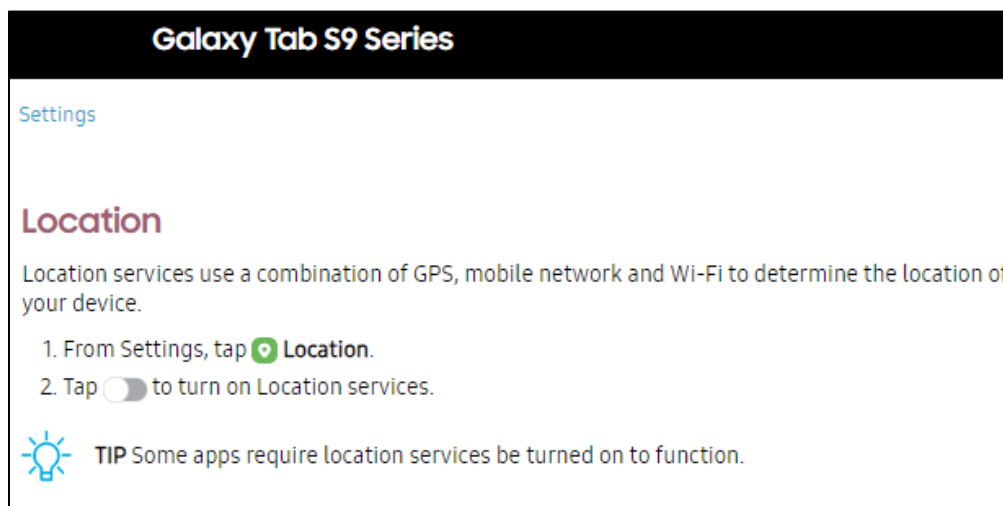 Galaxy Tab S9 Series
Settings
Location
Location services use a combination of GPS, mobile network and Wi-Fi to determine the location of
your device.
1. From Settings, tap Location.
2. Tap to turn on Location services.
TIP Some apps require location services be turned on to function.